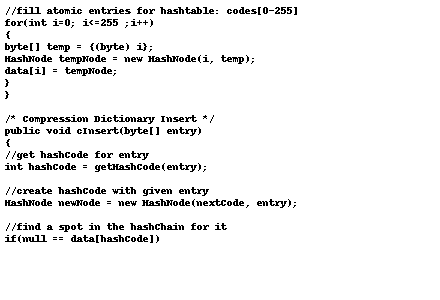 //fill atomic entries for hashtable: codes[0-255]
for(int i=0; i<=255 ;i++)
{
byte[] temp = {(byte) i};
HashNode tempNode = new HashNode(i, temp);
data[i] = tempNode;
}
}

/* Compression Dictionary Insert */
public void cInsert(byte[] entry)
{
//get hashCode for entry
int hashCode = getHashCode(entry);

//create hashCode with given entry
HashNode newNode = new HashNode(nextCode, entry);

//find a spot in the hashChain for it
if(null == data[hashCode])